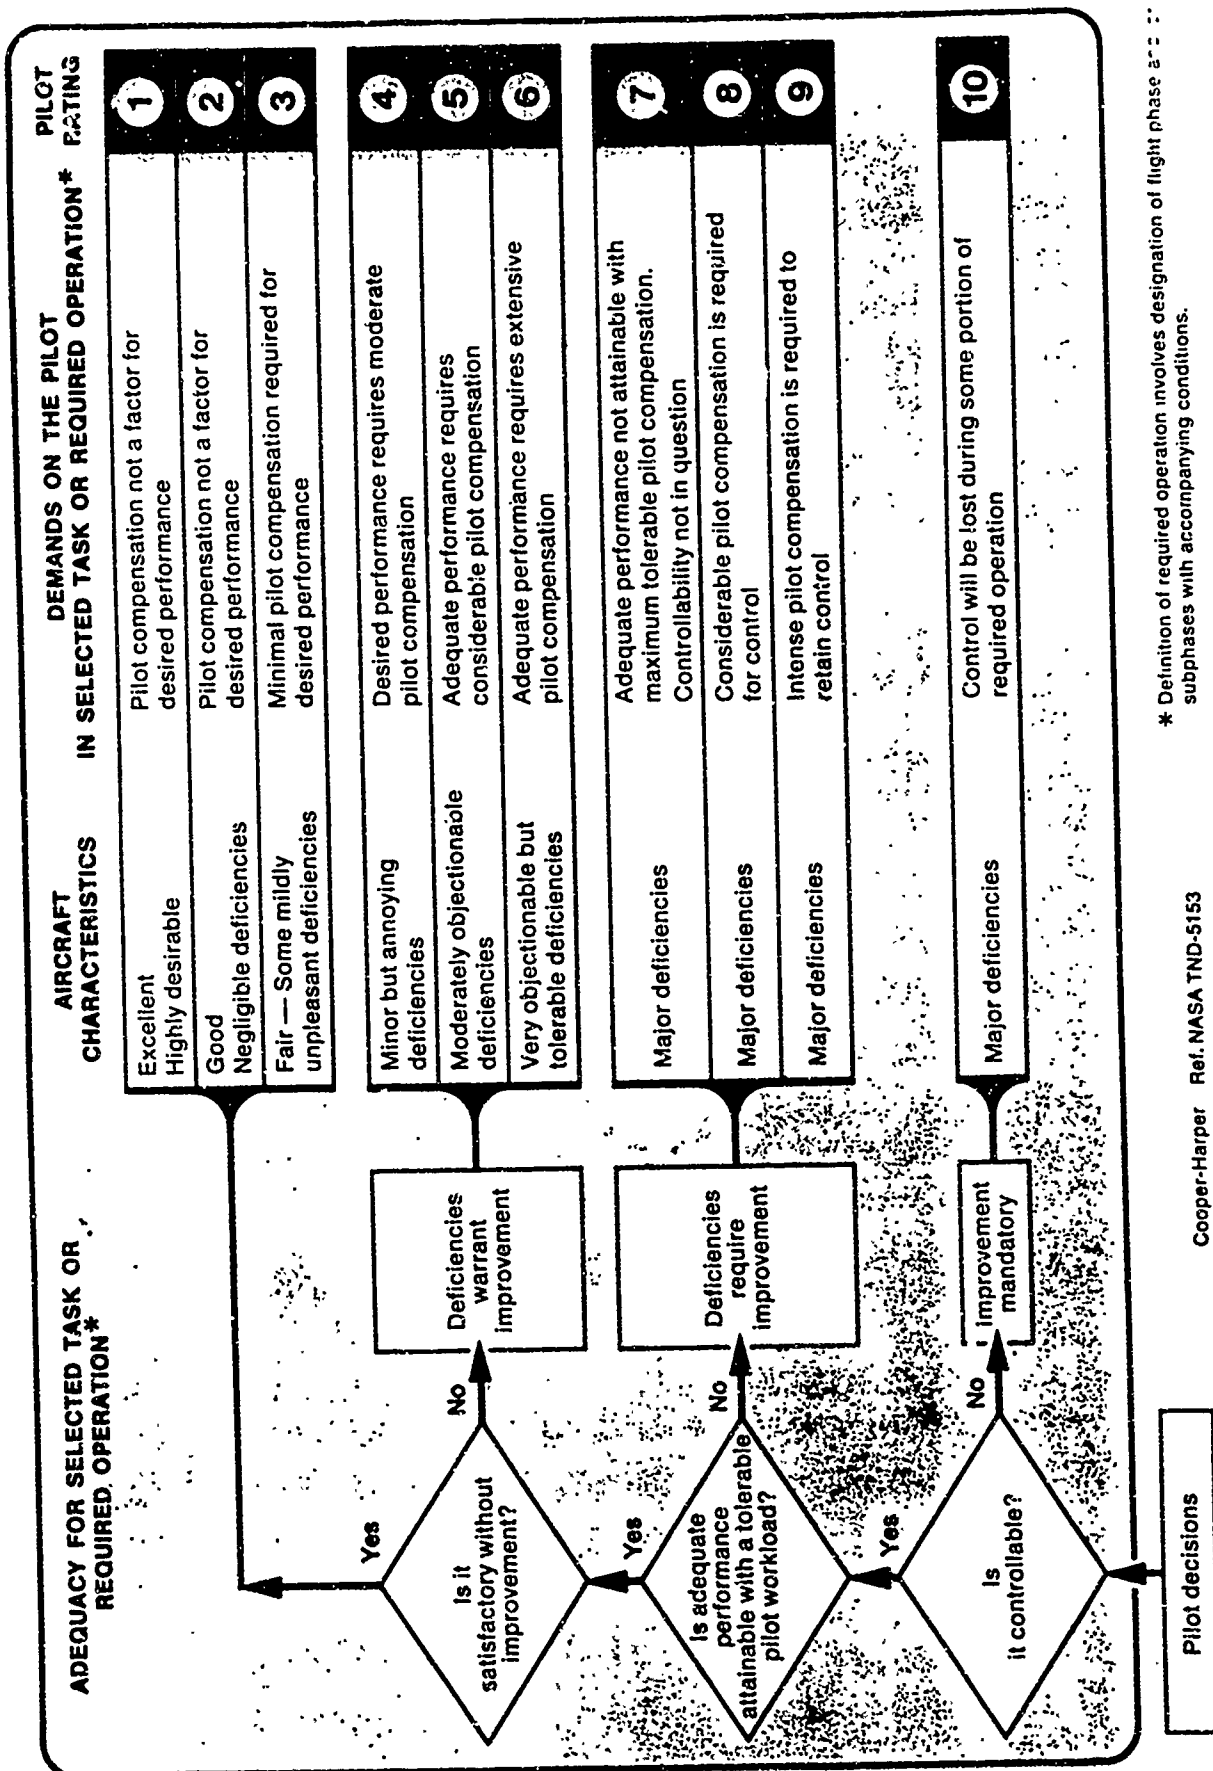 ADEQUACY FOR SELECTED TASK OR
REQUIRED OPERATION*
AIRCRAFT
CHARACTERISTICS
DEMANDS ON THE PILOT
IN SELECTED TASK OR REQUIRED OPERATION*
PILOT
RATING
Excellent
Highly desirable
Pilot compensation not a factor for
desired performance
1
Good
Negligible deficiencies
Pilot compensation not a factor for
desired performance
2
Fair — Some mildly
unpleasant deficiencies
Minimal pilot compensation required for
desired performance
3
Yes
Is it
satisfactory without
improvement?
No
Deficiencies
warrant
improvement
Minor but annoying
deficiencies
Desired performance requires moderate
pilot compensation
4
Moderately objectionable
deficiencies
Adequate performance requires
considerable pilot compensation
5
Very objectionable but
tolerable deficiencies
Adequate performance requires extensive
pilot compensation
6
Yes
Is adequate
performance
attainable with a tolerable
pilot workload?
No
Deficiencies
require
improvement
Major deficiencies
Adequate performance not attainable with
maximum tolerable pilot compensation.
Controllability not in question
7
Major deficiencies
Considerable pilot compensation is required
for control
8
Major deficiencies
Intense pilot compensation is required to
retain control
9
Yes
Is
it controllable?
No
Improvement
mandatory
Major deficiencies
Control will be lost during some portion of
required operation
10
Pilot decisions
Cooper-Harper Ref. NASA TND-5153
* Definition of required operation involves designation of flight phase
subphases with accompanying conditions.